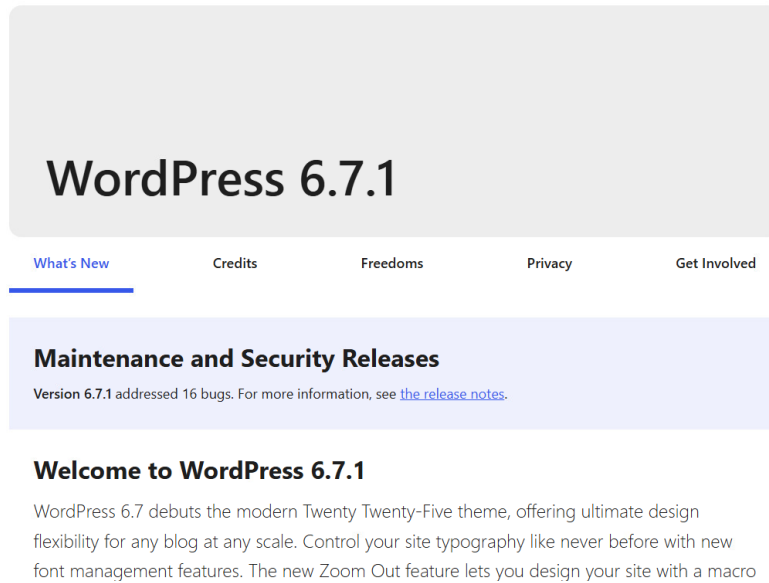 WordPress 6.7.1
What's New
Credits
Freedoms
Privacy
Get Involved
Maintenance and Security Releases
Version 6.7.1 addressed 16 bugs. For more information, see the release notes.
Welcome to WordPress 6.7.1
WordPress 6.7 debuts the modern Twenty Twenty-Five theme, offering ultimate design
flexibility for any blog at any scale. Control your site typography like never before with new
font management features. The new Zoom Out feature lets you design your site with a macro